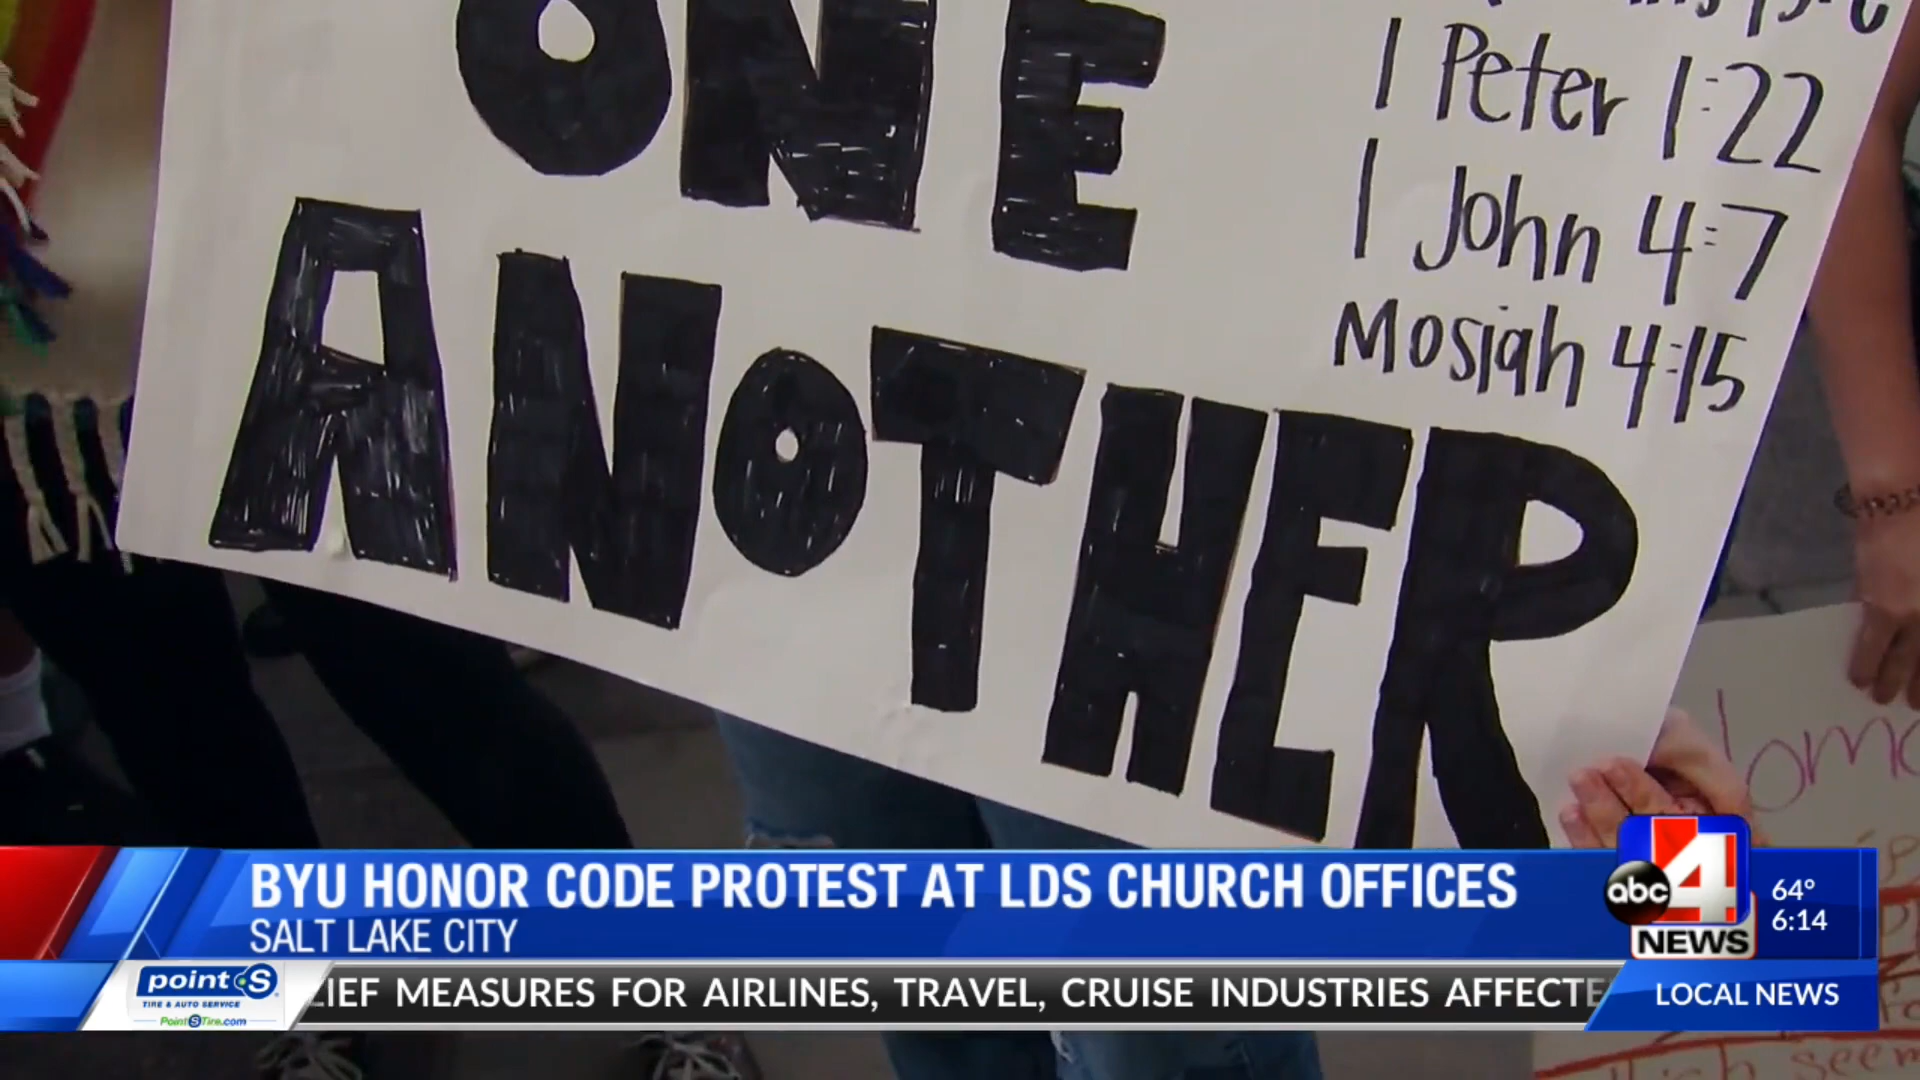 ONE
ANOTHER
1 Peter 1:22
1 John 4:7
Mosiah 4:15
BYU HONOR CODE PROTEST AT LDS CHURCH OFFICES
SALT LAKE CITY
abc 4 NEWS
64°
6:14
point S
TIRE & AUTO SERVICE
PointSTire.com
MEASURES FOR AIRLINES, TRAVEL, CRUISE INDUSTRIES AFFECTE
LOCAL NEWS
seem